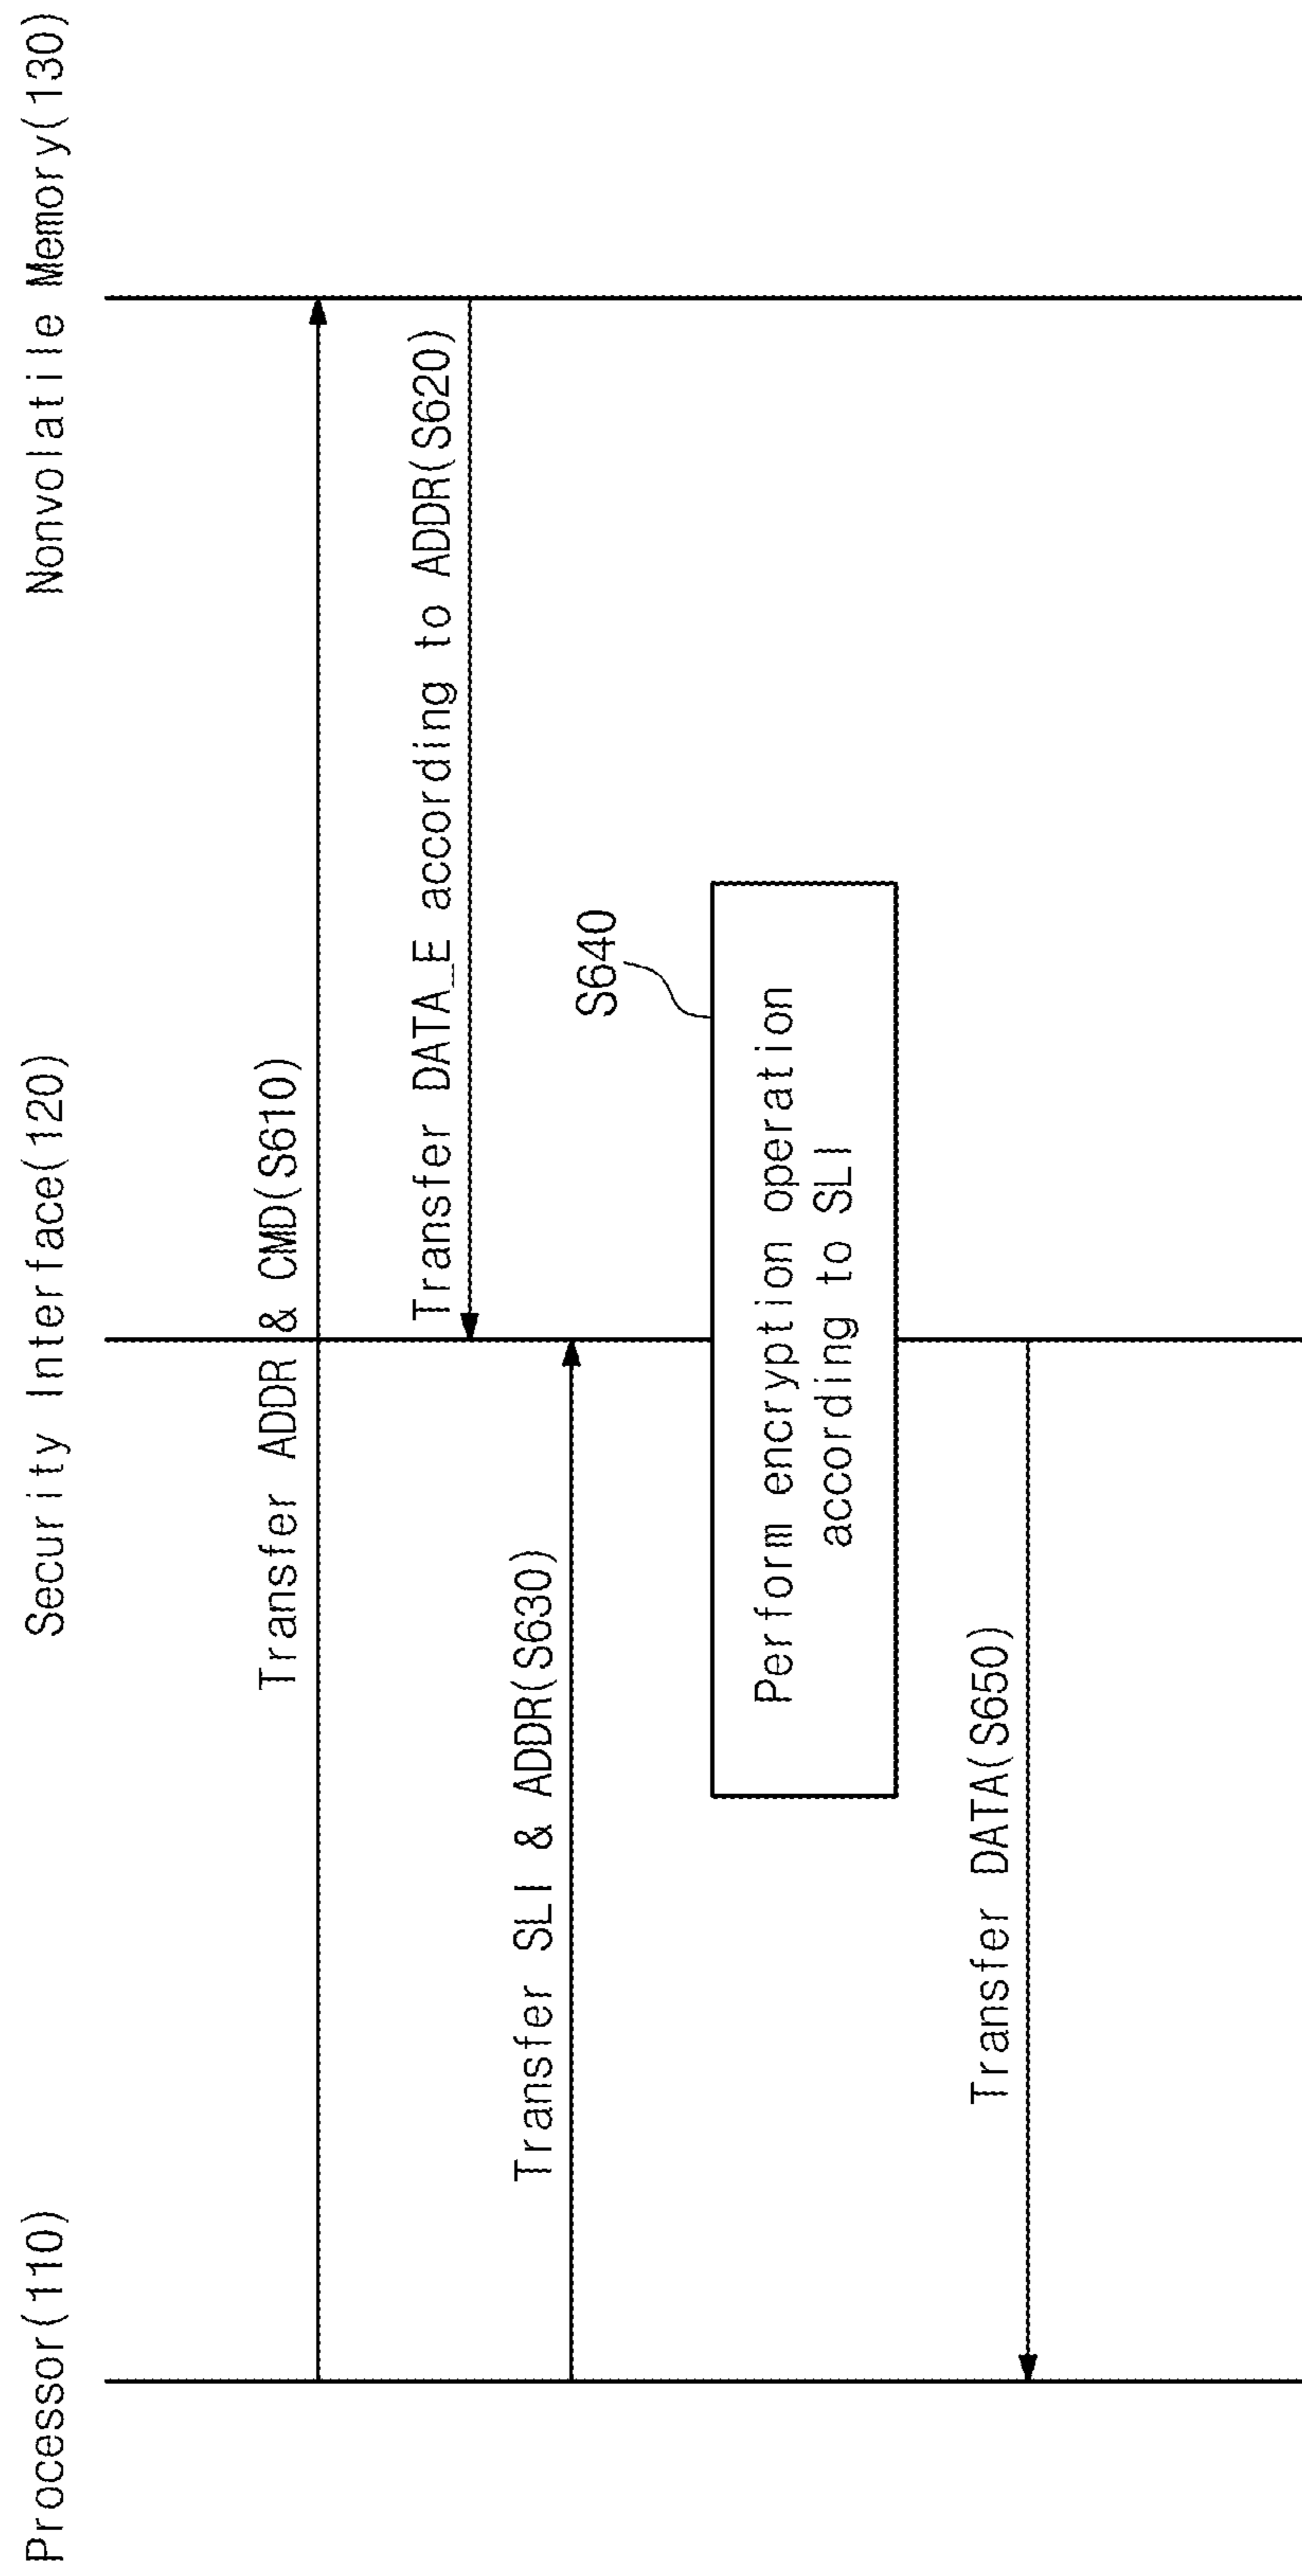 Processor(110)
Security Interface(120)
Nonvolatile Memory(130)
Transfer ADDR & CMD(S610)
Transfer DATA_E according to ADDR(S620)
Transfer SLI & ADDR(S630)
S640
Perform encryption operation
according to SLI
Transfer DATA(S650)